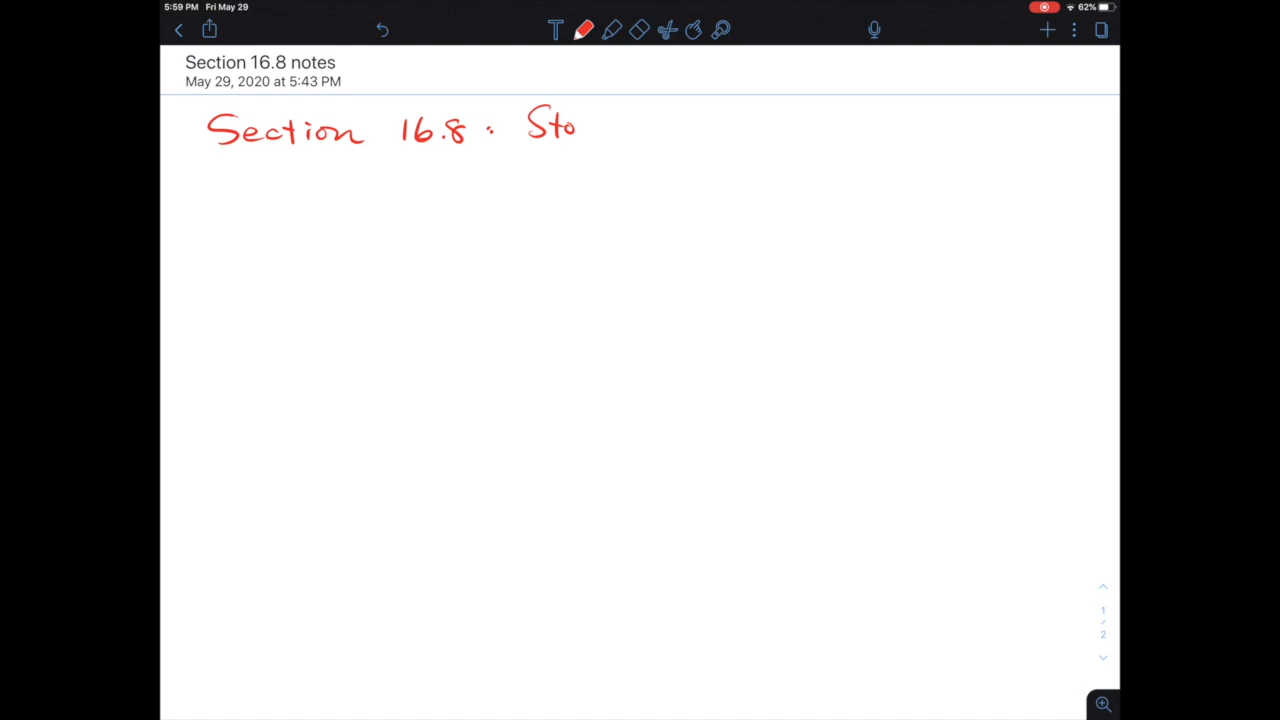 5:59 PM Fri May 29 62%
T
Section 16.8 notes
May 29, 2020 at 5:43 PM
Section 16.8: Sto
1
/
2